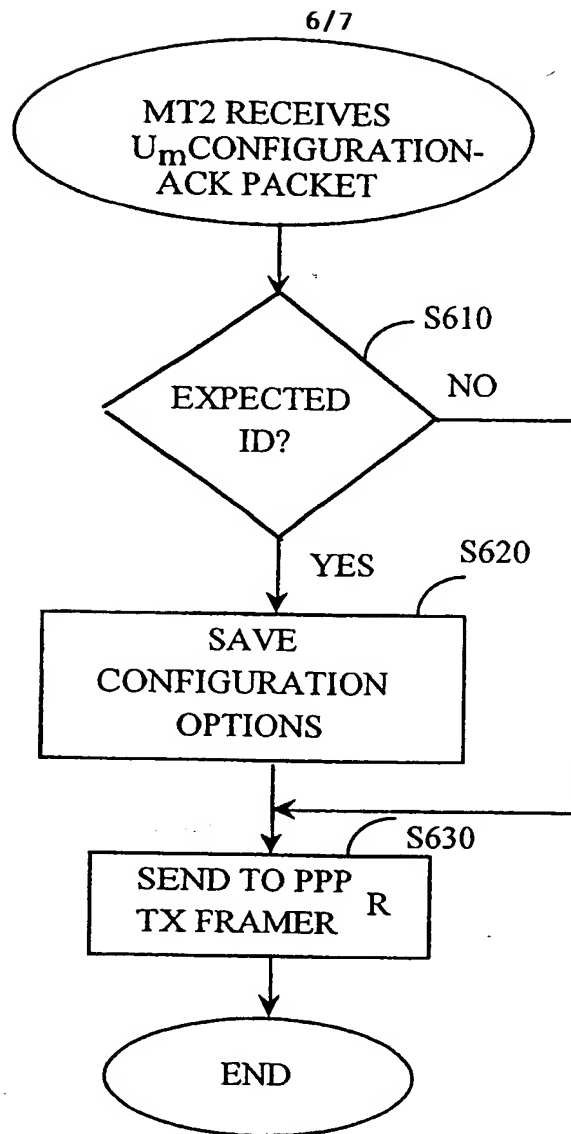 6/7
MT2 RECEIVES
UmCONFIGURATION-
ACK PACKET
S610
EXPECTED
ID?
NO
YES
S620
SAVE
CONFIGURATION
OPTIONS
S630
SEND TO PPP
TX FRAMER R
END